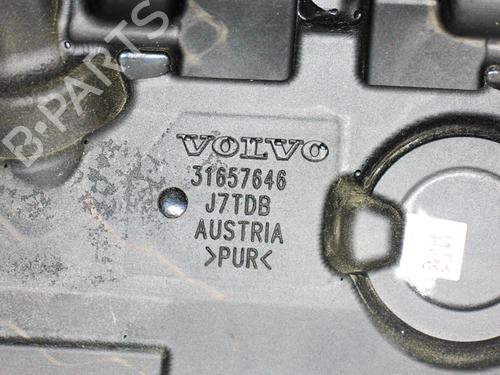 VOLVO
31657646
J7TDB
AUSTRIA
>PUR<
B-PARTS